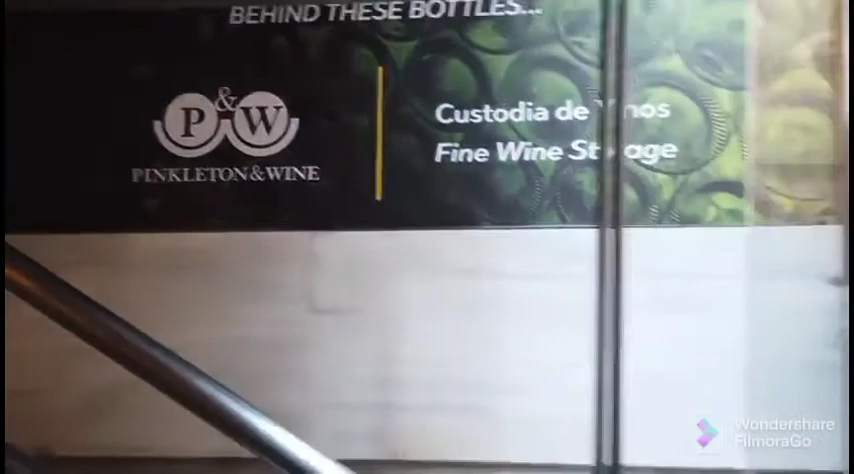 BEHIND THESE BOTTLES...
P&W
PINKLETON&WINE
Custodia de
Fine Wine
Wondershare
FilmoraGo